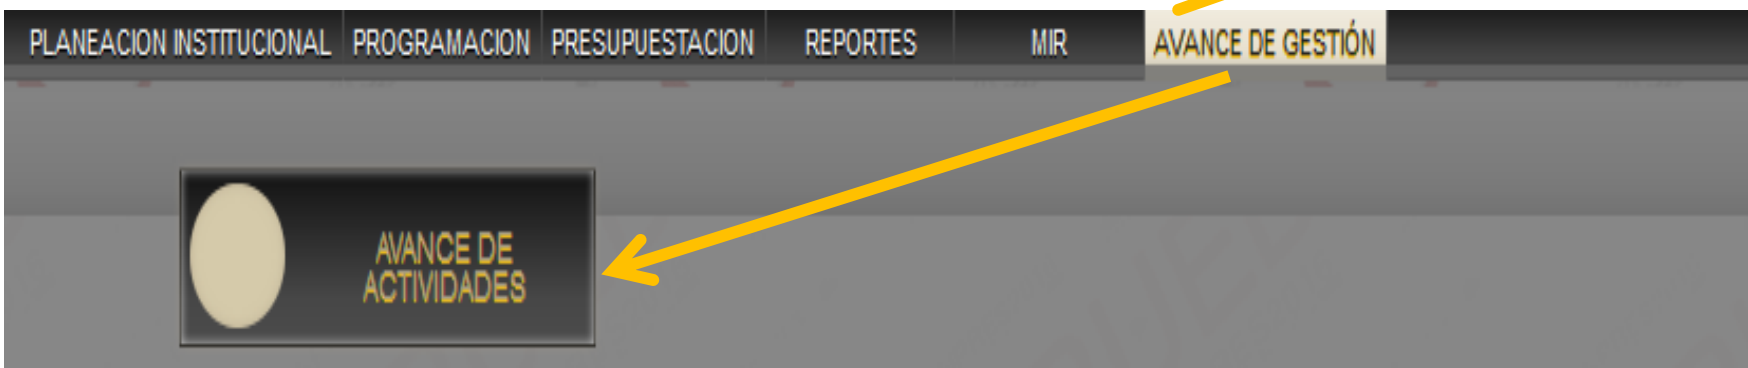 PLANEACION INSTITUCIONAL PROGRAMACION PRESUPUESTACION REPORTES MIR AVANCE DE GESTIÓN
AVANCE DE
ACTIVIDADES